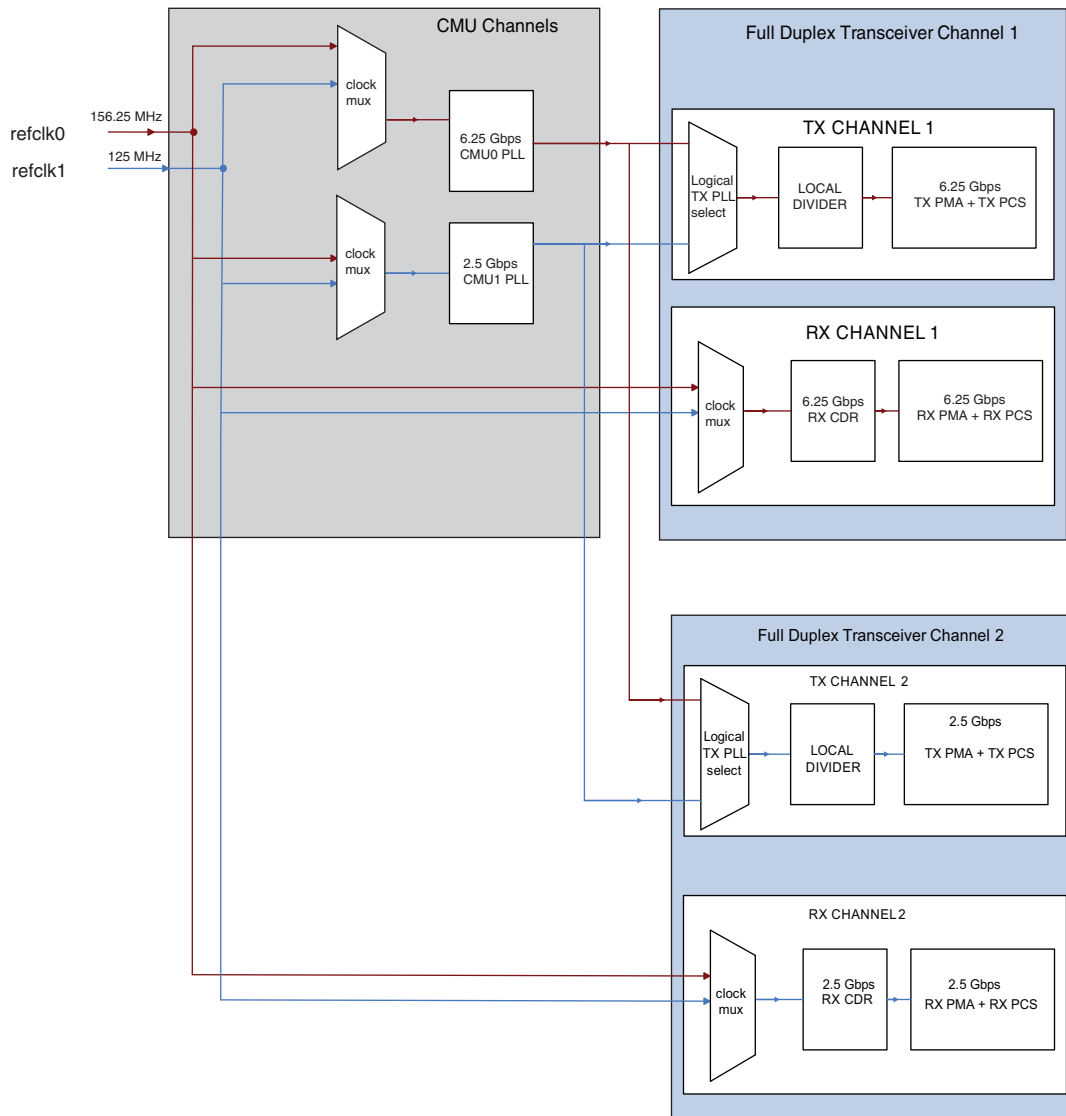 CMU Channels
Full Duplex Transceiver Channel 1
156.25 MHz
refclk0
125 MHz
refclk1
clock
mux
6.25 Gbps
CMU0 PLL
clock
mux
2.5 Gbps
CMU1 PLL
TX CHANNEL 1
Logical
TX PLL
select
LOCAL
DIVIDER
6.25 Gbps
TX PMA + TX PCS
RX CHANNEL 1
clock
mux
6.25 Gbps
RX CDR
6.25 Gbps
RX PMA + RX PCS
Full Duplex Transceiver Channel 2
TX CHANNEL 2
Logical
TX PLL
select
LOCAL
DIVIDER
2.5 Gbps
TX PMA + TX PCS
RX CHANNEL2
clock
mux
2.5 Gbps
RX CDR
2.5 Gbps
RX PMA + RX PCS